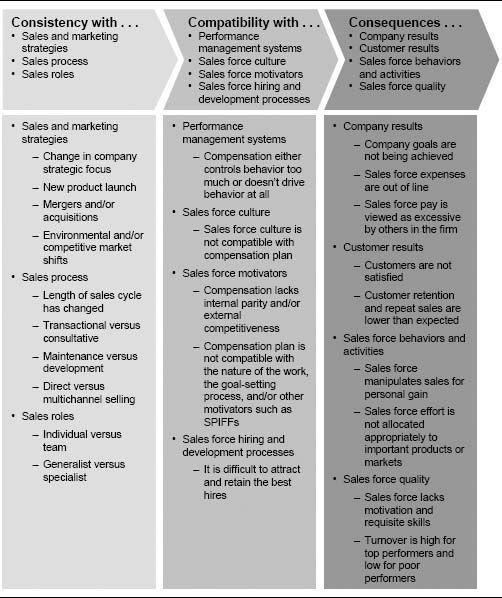 Consistency with . . .
• Sales and marketing
strategies
• Sales process
• Sales roles
Compatibility with . . .
• Performance
management systems
• Sales force culture
• Sales force motivators
• Sales force hiring and
development processes
Consequences . . .
• Company results
• Customer results
• Sales force behaviors
and activities
• Sales force quality
• Sales and marketing
strategies
– Change in company
strategic focus
– New product launch
– Mergers and/or
acquisitions
– Environmental and/or
competitive market
shifts
• Sales process
– Length of sales cycle
has changed
– Transactional versus
consultative
– Maintenance versus
development
– Direct versus
multichannel selling
• Sales roles
– Individual versus
team
– Generalist versus
specialist
• Performance
management systems
– Compensation either
controls behavior too
much or doesn't drive
behavior at all
• Sales force culture
– Sales force culture is
not compatible with
compensation plan
• Sales force motivators
– Compensation lacks
internal parity and/or
external
competitiveness
– Compensation plan is
not compatible with
the nature of the work,
the goal-setting
process, and/or other
motivators such as
SPIFFs
• Sales force hiring and
development processes
– It is difficult to attract
and retain the best
hires
• Company results
– Company goals are
not being achieved
– Sales force expenses
are out of line
– Sales force pay is
viewed as excessive
by others in the firm
• Customer results
– Customers are not
satisfied
– Customer retention
and repeat sales are
lower than expected
• Sales force behaviors and
activities
– Sales force
manipulates sales for
personal gain
– Sales force effort is
not allocated
appropriately to
important products or
markets
• Sales force quality
– Sales force lacks
motivation and
requisite skills
– Turnover is high for
top performers and
low for poor
performers